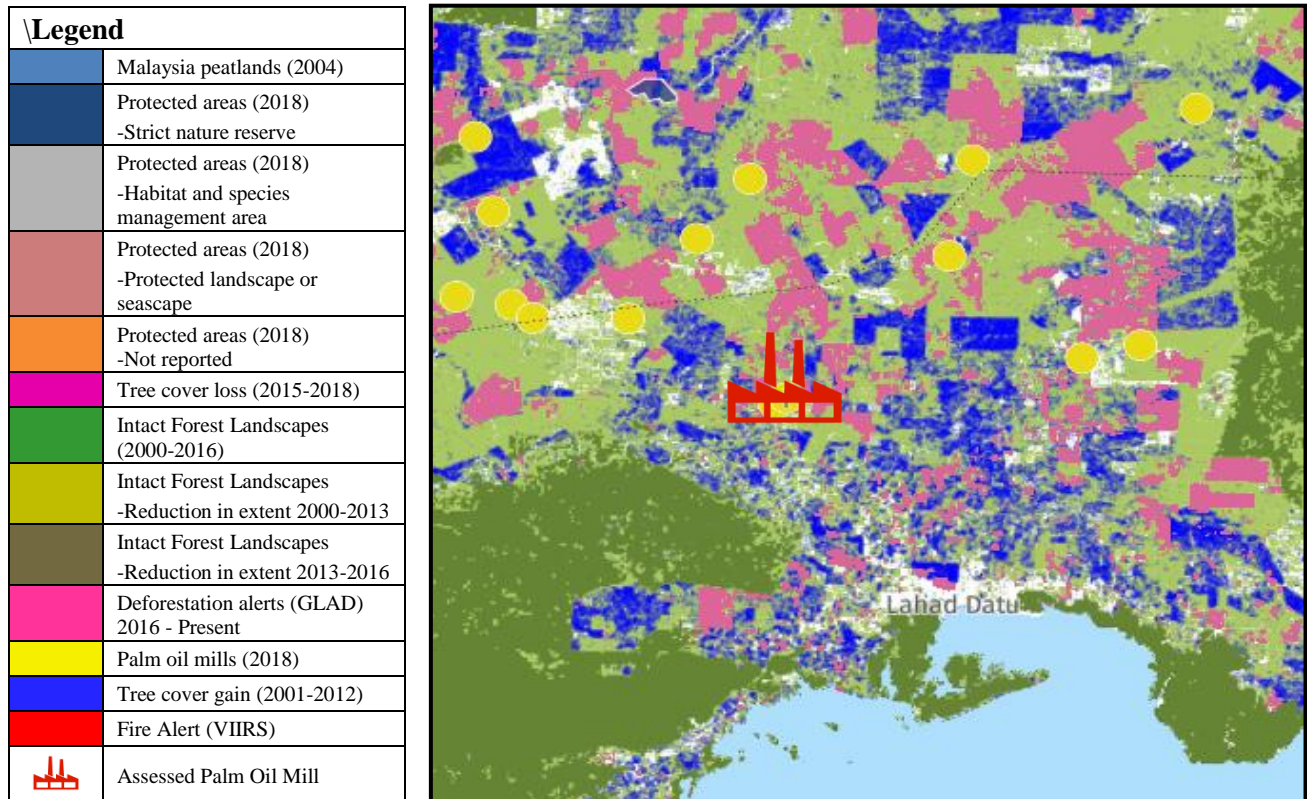 \Legend
Malaysia peatlands (2004)
Protected areas (2018)
-Strict nature reserve
Protected areas (2018)
-Habitat and species
management area
Protected areas (2018)
-Protected landscape or
seascape
Protected areas (2018)
-Not reported
Tree cover loss (2015-2018)
Intact Forest Landscapes
(2000-2016)
Intact Forest Landscapes
-Reduction in extent 2000-2013
Intact Forest Landscapes
-Reduction in extent 2013-2016
Deforestation alerts (GLAD)
2016 - Present
Palm oil mills (2018)
Tree cover gain (2001-2012)
Fire Alert (VIIRS)
Assessed Palm Oil Mill
Lahad Datu